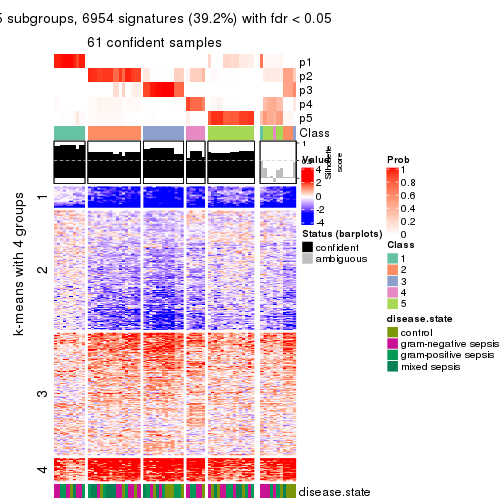 5 subgroups, 6954 signatures (39.2%) with fdr < 0.05
61 confident samples
p1
p2
p3
p4
p5
Class
1
Silhouette
score
Value
4
2
0
-2
-4
Status (barplots)
confident
ambiguous
Prob
1
0.8
0.6
0.4
0.2
0
Class
1
2
3
4
5
disease.state
control
gram-negative sepsis
gram-positive sepsis
mixed sepsis
k-means with 4 groups
1
2
3
4
disease.state